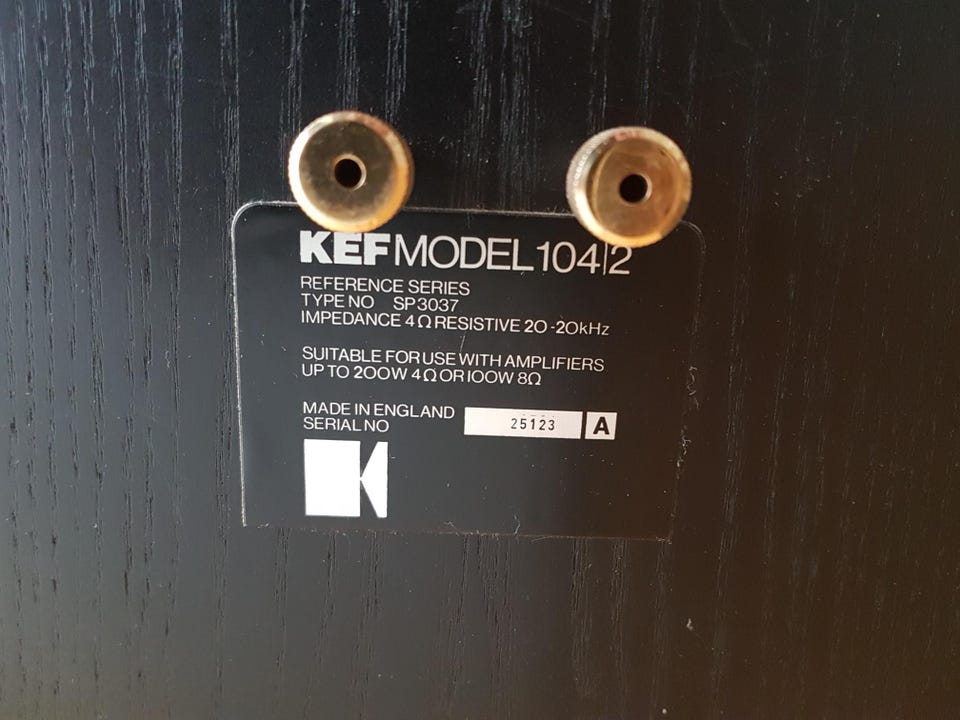 KEF MODEL 104/2
REFERENCE SERIES
TYPE NO SP3037
IMPEDANCE 4Ω RESISTIVE 20-20kHz
SUITABLE FOR USE WITH AMPLIFIERS
UP TO 200W 4Ω OR 100W 8Ω
MADE IN ENGLAND
SERIAL NO 25123 A
K